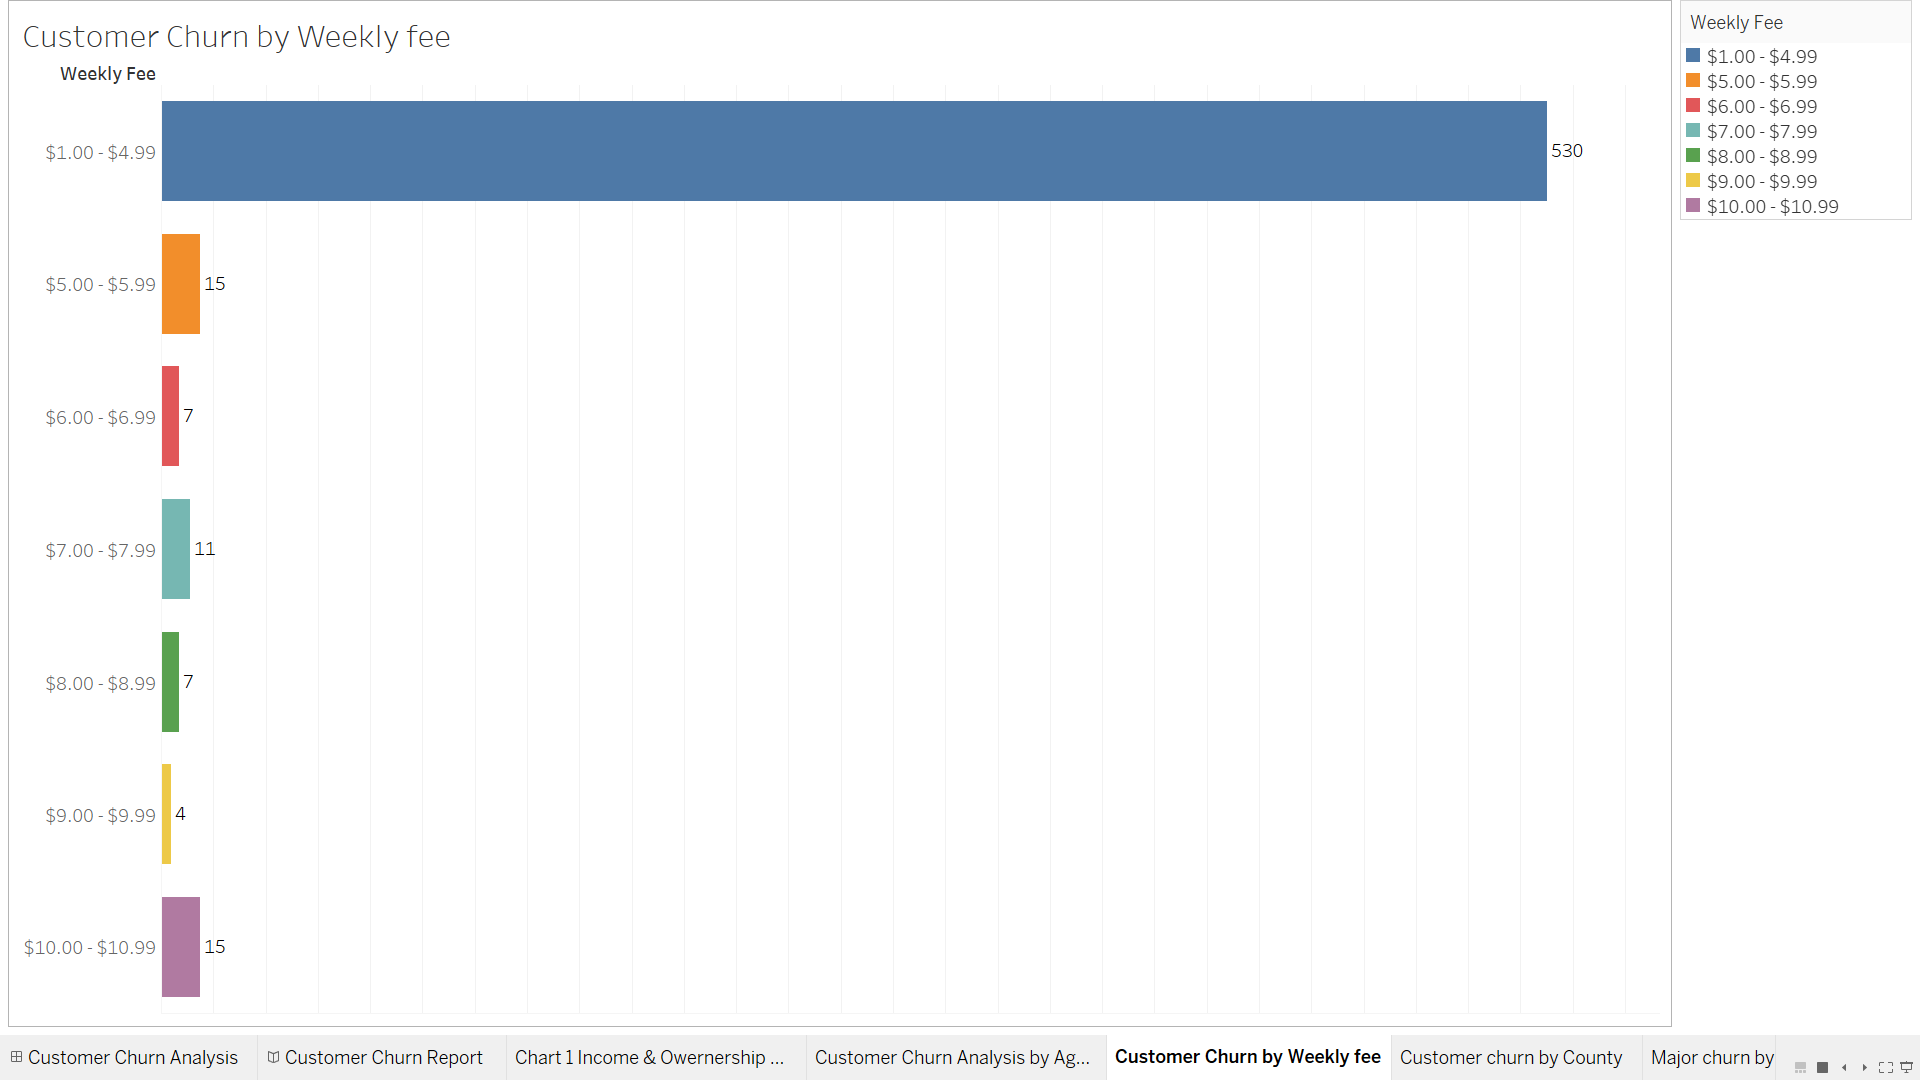 Customer Churn by Weekly fee
Weekly Fee
$1.00 - $4.99
530
$5.00 - $5.99
15
$6.00 - $6.99
7
$7.00 - $7.99
11
$8.00 - $8.99
7
$9.00 - $9.99
4
$10.00 - $10.99
15
Weekly Fee
$1.00 - $4.99
$5.00 - $5.99
$6.00 - $6.99
$7.00 - $7.99
$8.00 - $8.99
$9.00 - $9.99
$10.00 - $10.99
Customer Churn Analysis
Customer Churn Report
Chart 1 Income & Owernership ...
Customer Churn Analysis by Ag...
Customer Churn by Weekly fee
Customer churn by County
Major churn by